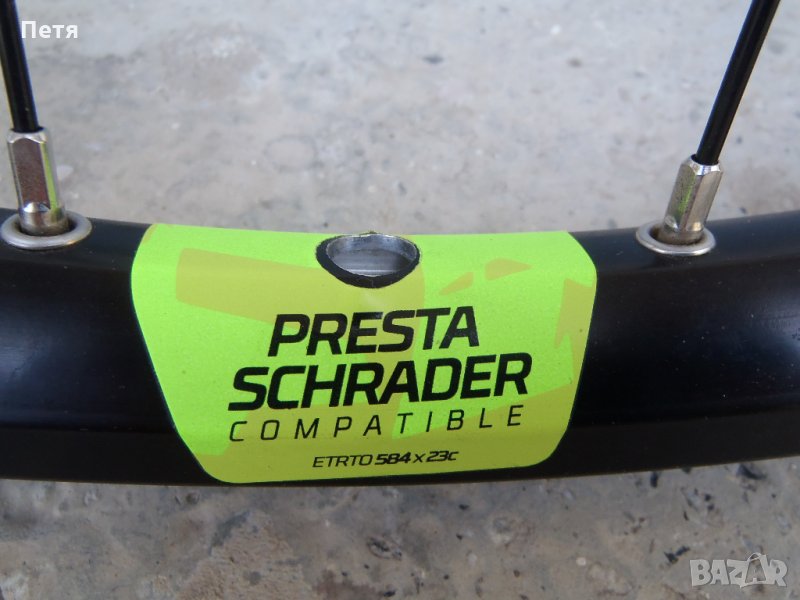 Петя
PRESTA
SCHRADER
COMPATIBLE
ETRTO 584 x 23c
BAZAR